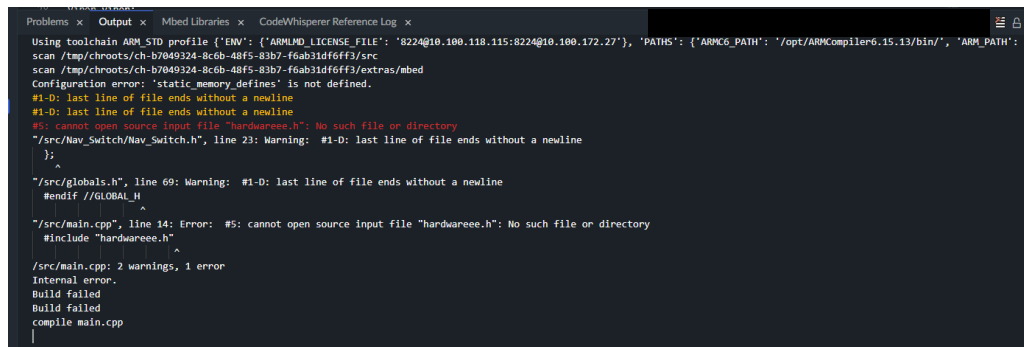 Problems × Output × Mbed Libraries × CodeWhisperer Reference Log ×
Using toolchain ARM_STD profile {'ENV': {'ARMLMD_LICENSE_FILE': '8224@10.100.118.115:8224@10.100.172.27'}, 'PATHS': {'ARMC6_PATH': '/opt/ARMCompiler6.15.13/bin/', 'ARM_PATH':
scan /tmp/chroots/ch-b7049324-8c6b-48f5-83b7-f6ab31df6ff3/src
scan /tmp/chroots/ch-b7049324-8c6b-48f5-83b7-f6ab31df6ff3/extras/mbed
Configuration error: 'static_memory_defines' is not defined.
#1-D: last line of file ends without a newline
#1-D: last line of file ends without a newline
#5: cannot open source input file "hardwareee.h": No such file or directory
"/src/Nav_Switch/Nav_Switch.h", line 23: Warning:  #1-D: last line of file ends without a newline
};
^
"/src/globals.h", line 69: Warning:  #1-D: last line of file ends without a newline
#endif //GLOBAL_H
^
"/src/main.cpp", line 14: Error:  #5: cannot open source input file "hardwareee.h": No such file or directory
#include "hardwareee.h"
^
/src/main.cpp: 2 warnings, 1 error
Internal error.
Build failed
Build failed
compile main.cpp